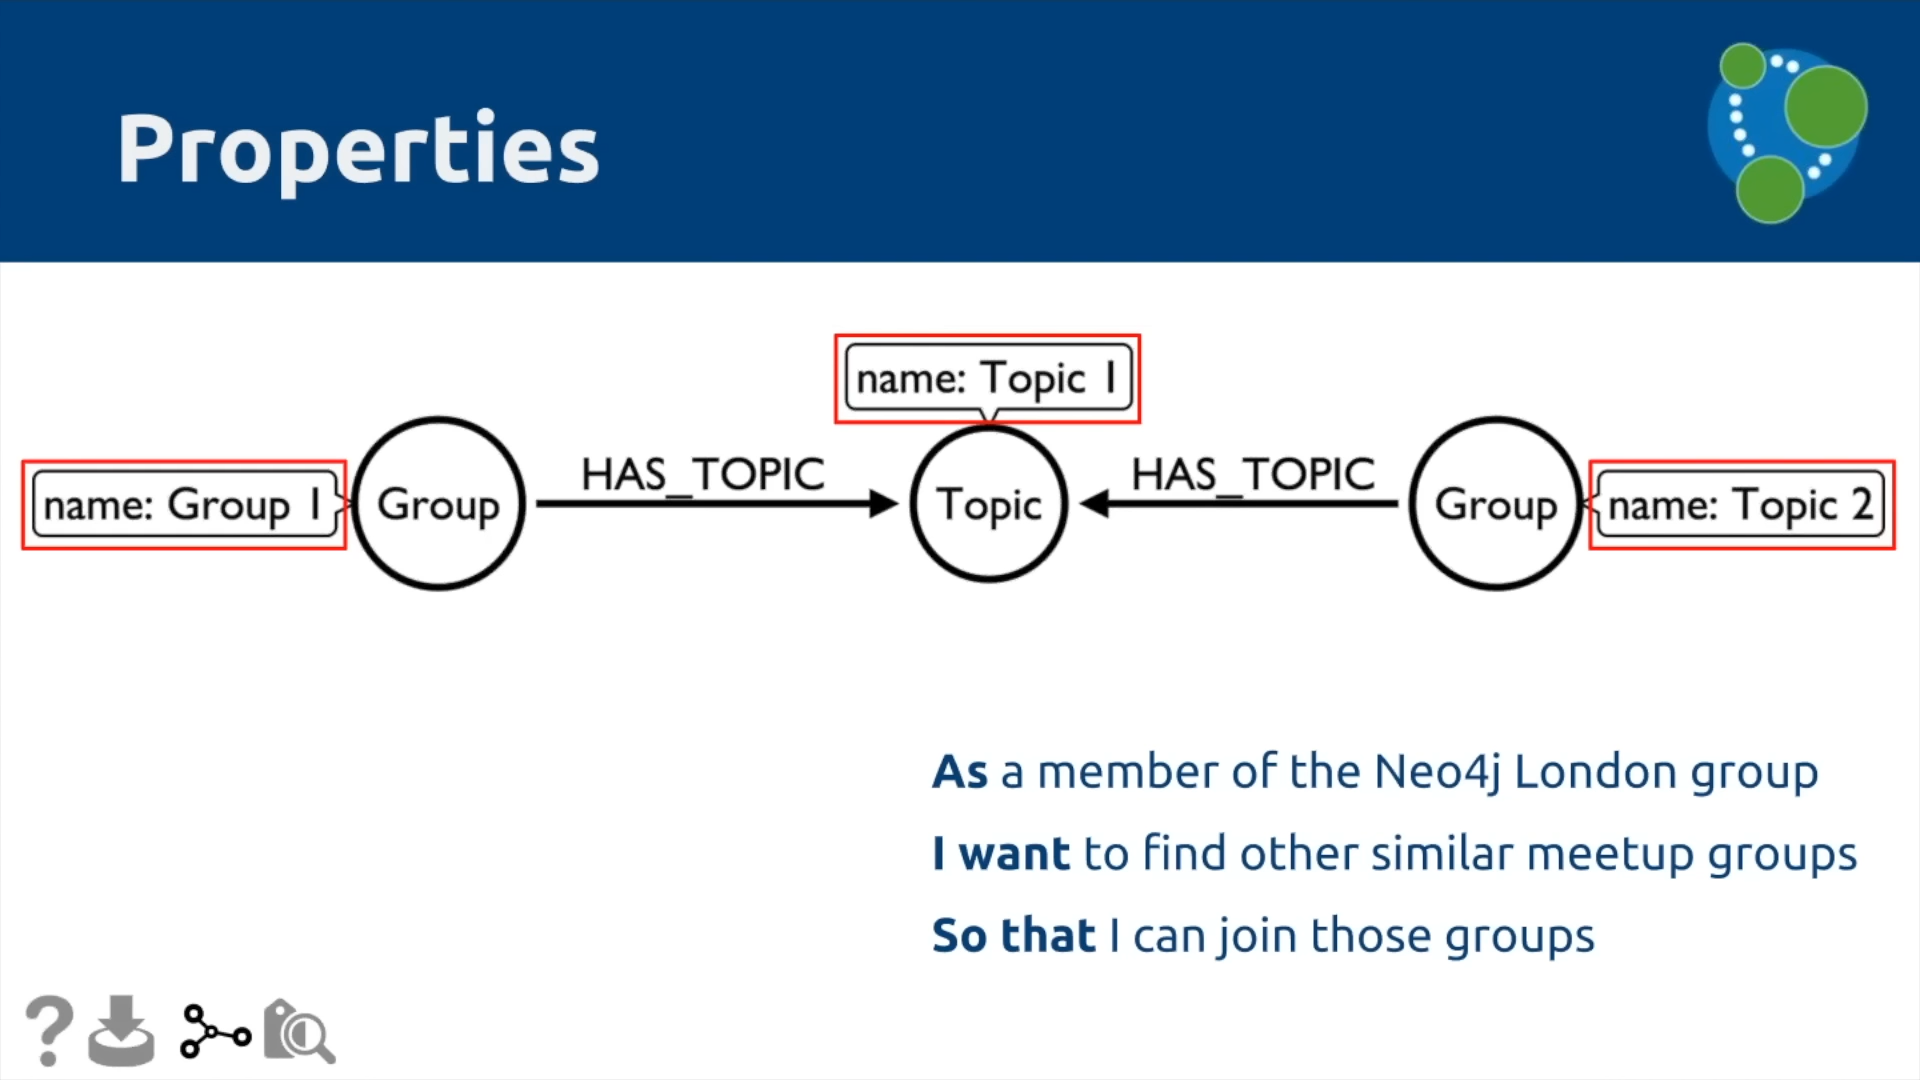 Properties
name: Topic 1
HAS_TOPIC HAS_TOPIC
name: Group 1 Group Topic Group name: Topic 2
As a member of the Neo4j London group
I want to find other similar meetup groups
So that I can join those groups